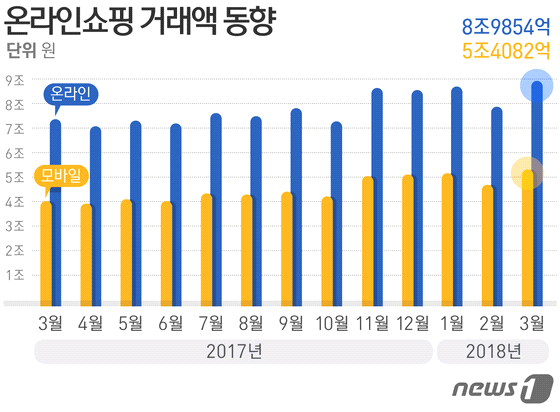 온라인쇼핑 거래액 동향
단위 원
8조9854억
5조4082억
9조
8조
7조
6조
5조
4조
3조
2조
1조
온라인
모바일
3월 4월 5월 6월 7월 8월 9월 10월 11월 12월 1월 2월 3월
2017년 2018년
news1